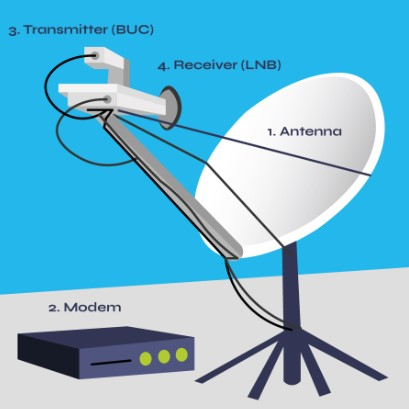 3. Transmitter (BUC)
4. Receiver (LNB)
1. Antenna
2. Modem